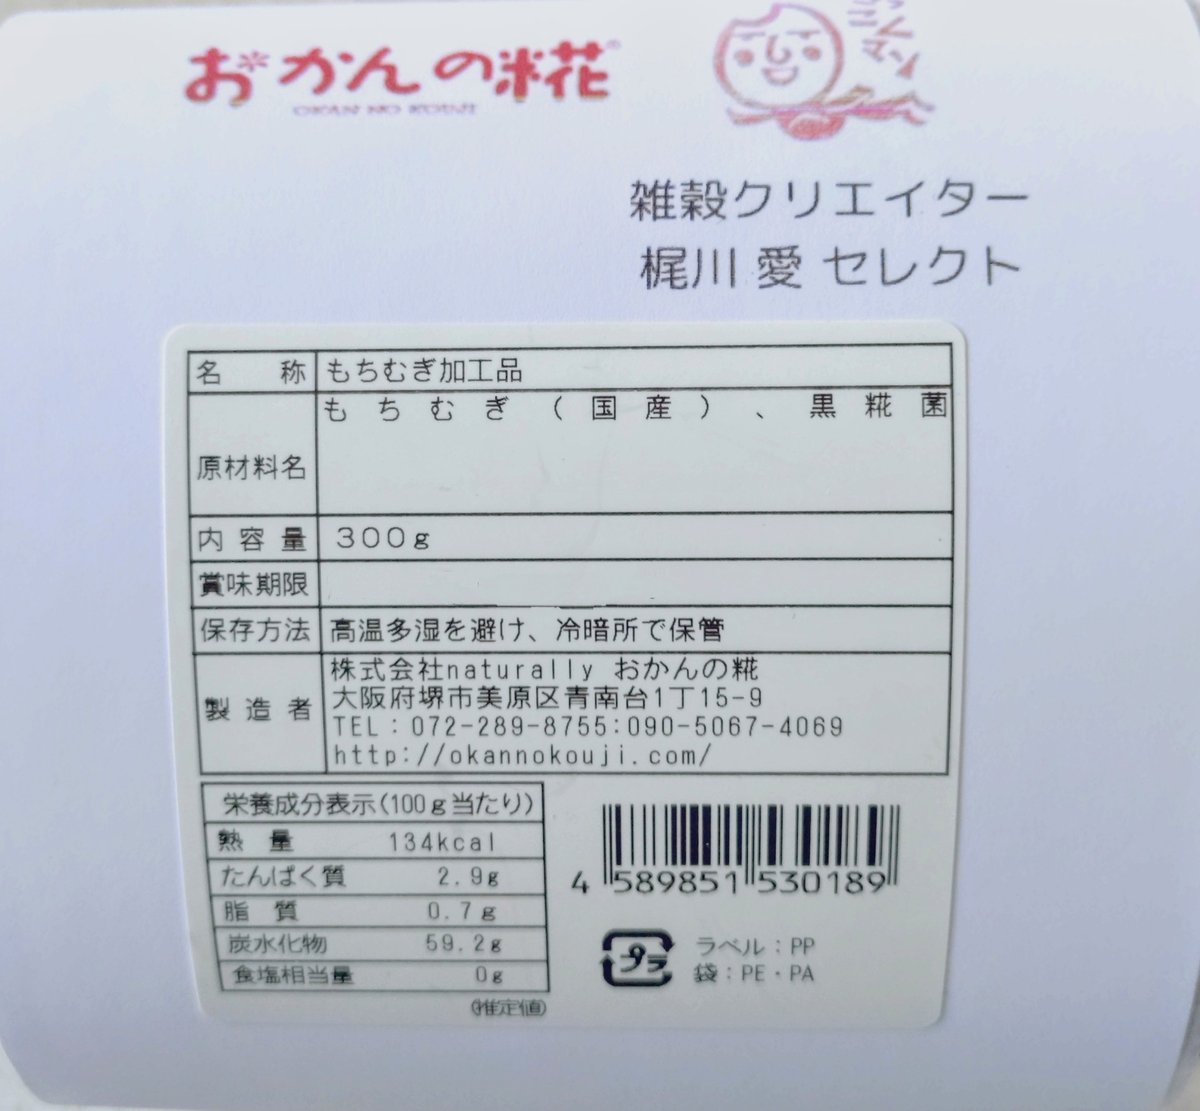 おかんの糀
OKAN NO KOUJI
雑穀クリエイター
梶川 愛 セレクト
名称 もちむぎ加工品
原材料名 もちむぎ(国産)、黒糀菌
内容量 300g
賞味期限
保存方法 高温多湿を避け、冷暗所で保管
製造者 株式会社naturally おかんの糀
大阪府堺市美原区青南台1丁15-9
TEL:072-289-8755:090-5067-4069
http://okannokouji.com/
栄養成分表示(100g当たり)
熱量 134kcal
たんぱく質 2.9g
脂質 0.7g
炭水化物 59.2g
食塩相当量 0g
(推定値)
4 589851 530189
プラ
ラベル:PP
袋:PE・PA